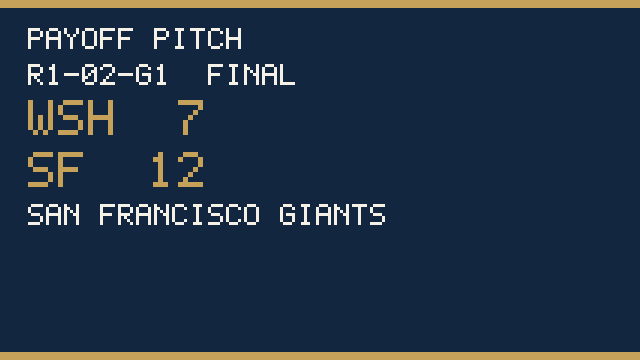 PAYOFF PITCH
R1-02-G1  FINAL
WSH  7
SF  12
SAN FRANCISCO GIANTS